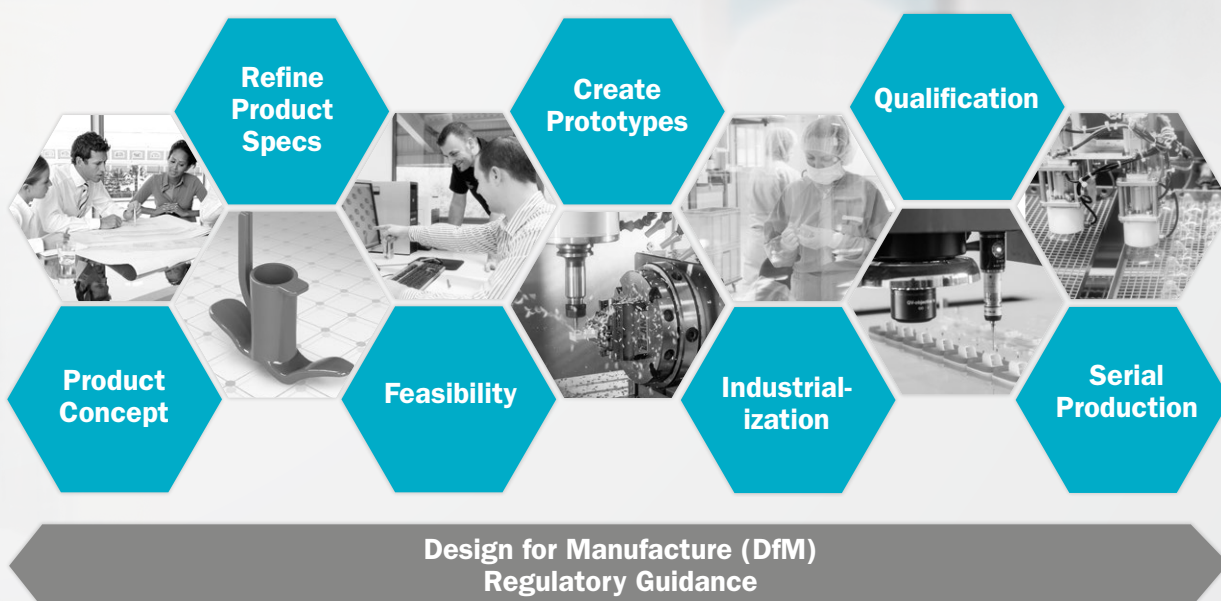 Refine
Product
Specs
Create
Prototypes
Qualification
Product
Concept
Feasibility
Industrial-
ization
Serial
Production
Design for Manufacture (DfM)
Regulatory Guidance